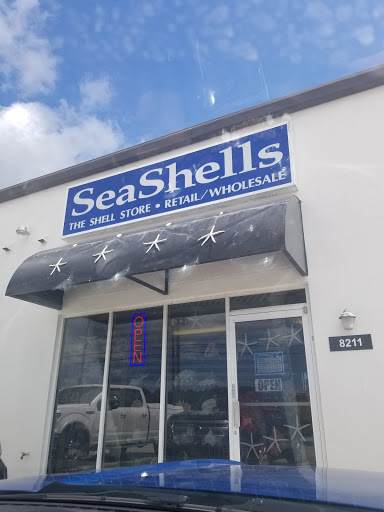 SeaShells
THE SHELL STORE • RETAIL/WHOLESALE
OPEN
8211
OPEN